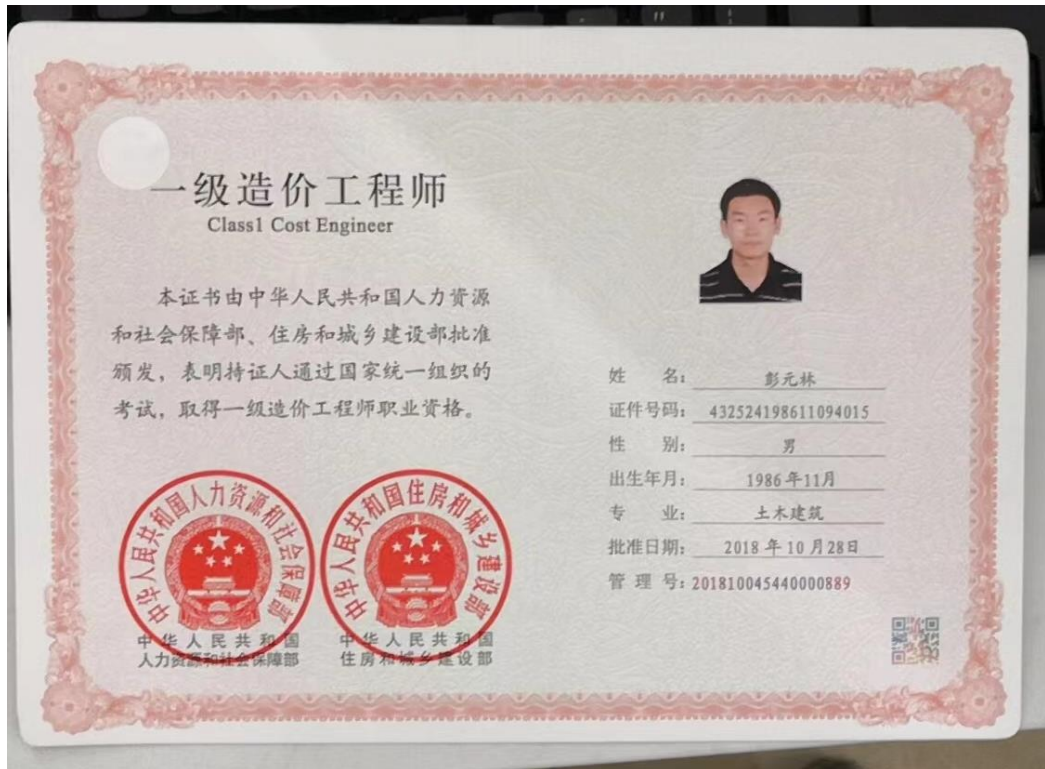 一级造价工程师
Class1 Cost Engineer
本证书由中华人民共和国人力资源
和社会保障部、住房和城乡建设部批准
颁发，表明持证人通过国家统一组织的
考试，取得一级造价工程师职业资格。
中华人民共和国人力资源和社会保障部
中华人民共和国
人力资源和社会保障部
中华人民共和国住房和城乡建设部
中华人民共和国
住房和城乡建设部
姓 名：彭元林
证件号码：432524198611094015
性 别：男
出生年月：1986年11月
专 业：土木建筑
批准日期：2018年10月28日
管 理 号：201810045440000889